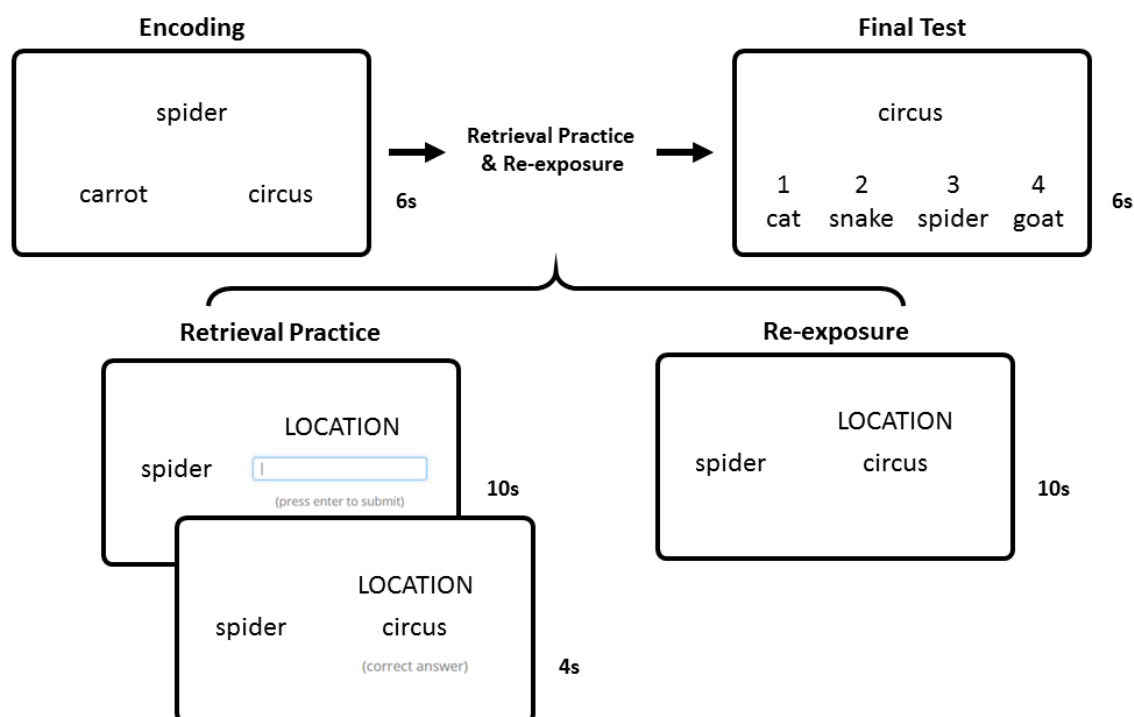 Encoding
spider
carrot circus
6s
Retrieval Practice
& Re-exposure
Final Test
circus
1 2 3 4
cat snake spider goat
6s
Retrieval Practice
LOCATION
spider
(press enter to submit)
10s
LOCATION
spider circus
(correct answer)
4s
Re-exposure
LOCATION
spider circus
10s